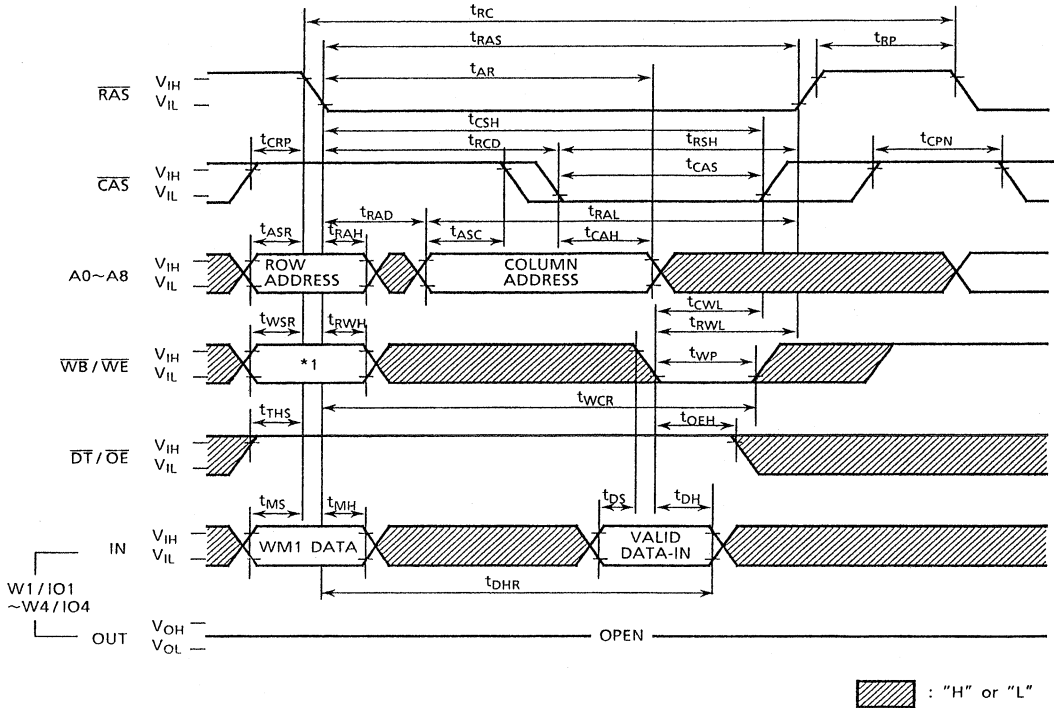 tRC
tRAS
tRP
tAR
RAS
VIH
VIL
tCSH
tCRP
tRCD
tRSH
tCPN
tCAS
CAS
VIH
VIL
tRAD
tRAL
tASR
tRAH
tASC
tCAH
A0~A8
VIH
VIL
ROW
ADDRESS
COLUMN
ADDRESS
tCWL
tRWL
tWSR
tRWH
tWP
WB / WE
VIH
VIL
*1
tWCR
tTHS
tOEH
DT / OE
VIH
VIL
tMS
tMH
tDS
tDH
IN
VIH
VIL
WM1 DATA
VALID
DATA-IN
tDHR
W1/IO1
~W4/IO4
OUT
VOH
VOL
OPEN
: "H" or "L"